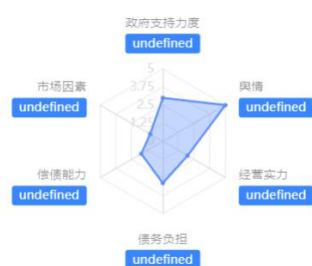 政府支持力度
undefined
5
3.75
2.5
1.25
市场因素
undefined
舆情
undefined
偿债能力
undefined
经营实力
undefined
债务负担
undefined